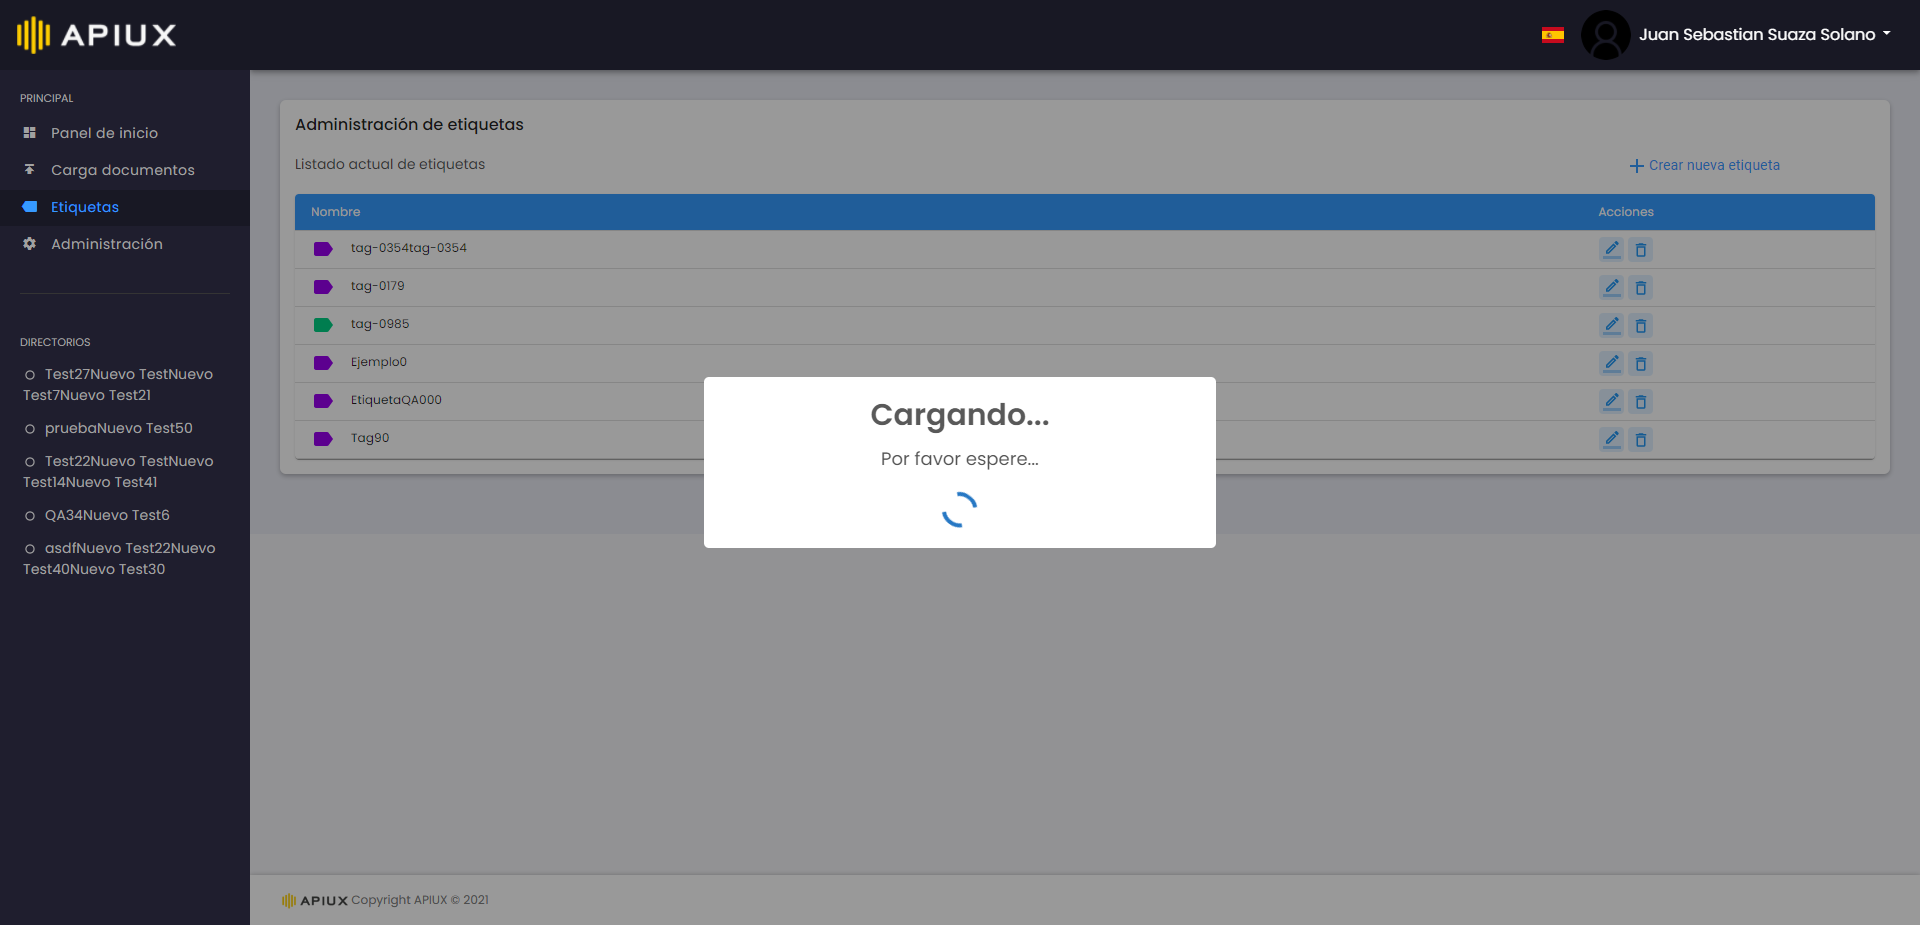 APIUX
Juan Sebastian Suaza Solano
PRINCIPAL
Panel de inicio
Carga documentos
Etiquetas
Administración
DIRECTORIOS
Test27Nuevo TestNuevo
Test7Nuevo Test21
pruebaNuevo Test50
Test22Nuevo TestNuevo
Test14Nuevo Test41
QA34Nuevo Test6
asdfNuevo Test22Nuevo
Test40Nuevo Test30
Administración de etiquetas
Listado actual de etiquetas
Crear nueva etiqueta
Nombre Acciones
tag-0354tag-0354
tag-0179
tag-0985
Ejemplo0
EtiquetaQA000
Tag90
Cargando...
Por favor espere...
APIUX Copyright APIUX © 2021